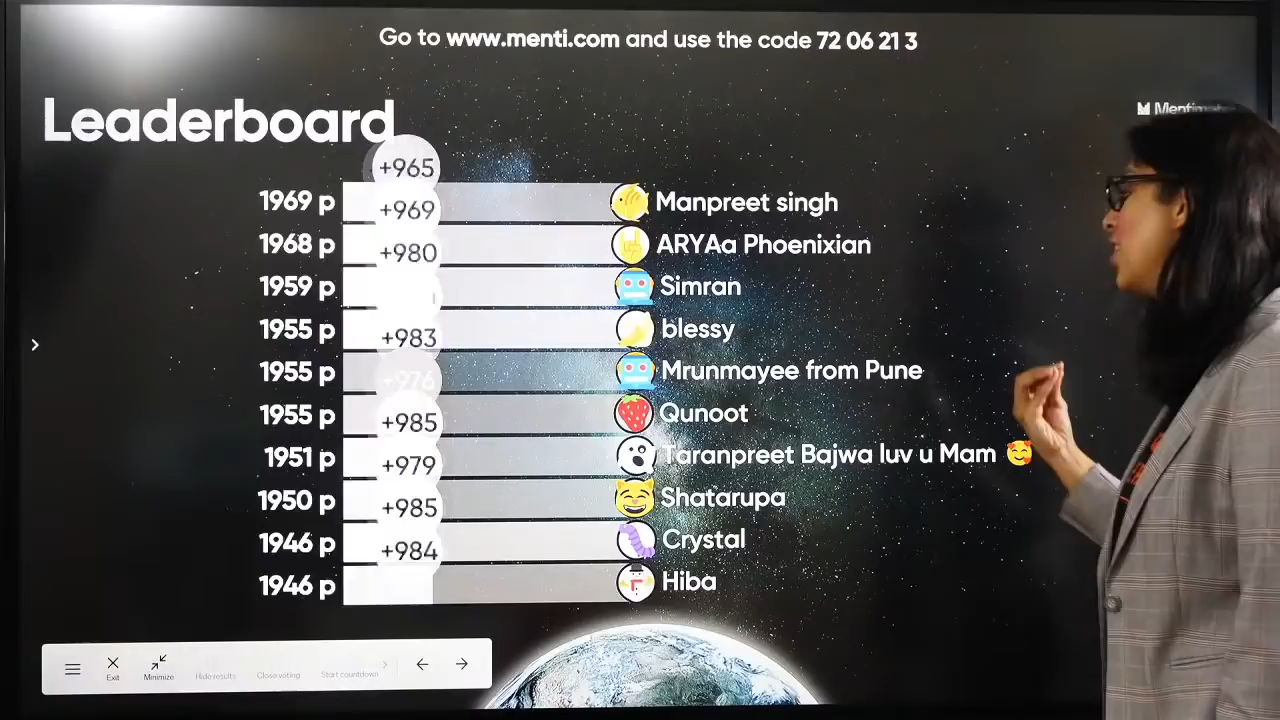 Go to www.menti.com and use the code 72 06 21 3
Leaderboard
+965
1969 p +969 Manpreet singh
1968 p +980 ARYAa Phoenixian
1959 p Simran
1955 p +983 blessy
1955 p +976 Mrunmayee from Pune
1955 p +985 Qunoot
1951 p +979 Taranpreet Bajwa luv u Mam 🥰
1950 p +985 Shatarupa
1946 p +984 Crystal
1946 p Hiba
Exit Minimize Hide results Close voting Start countdown